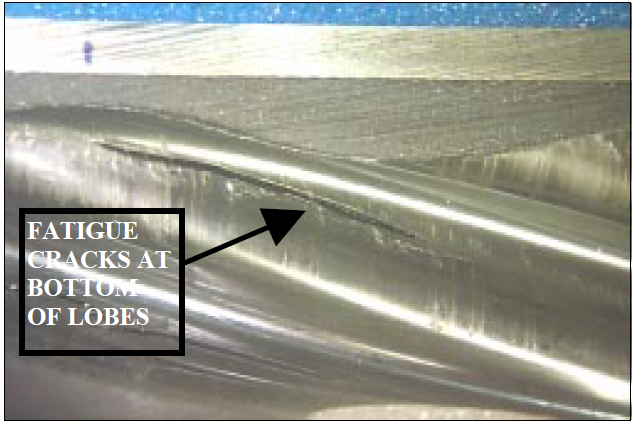 FATIGUE
CRACKS AT
BOTTOM
OF LOBES